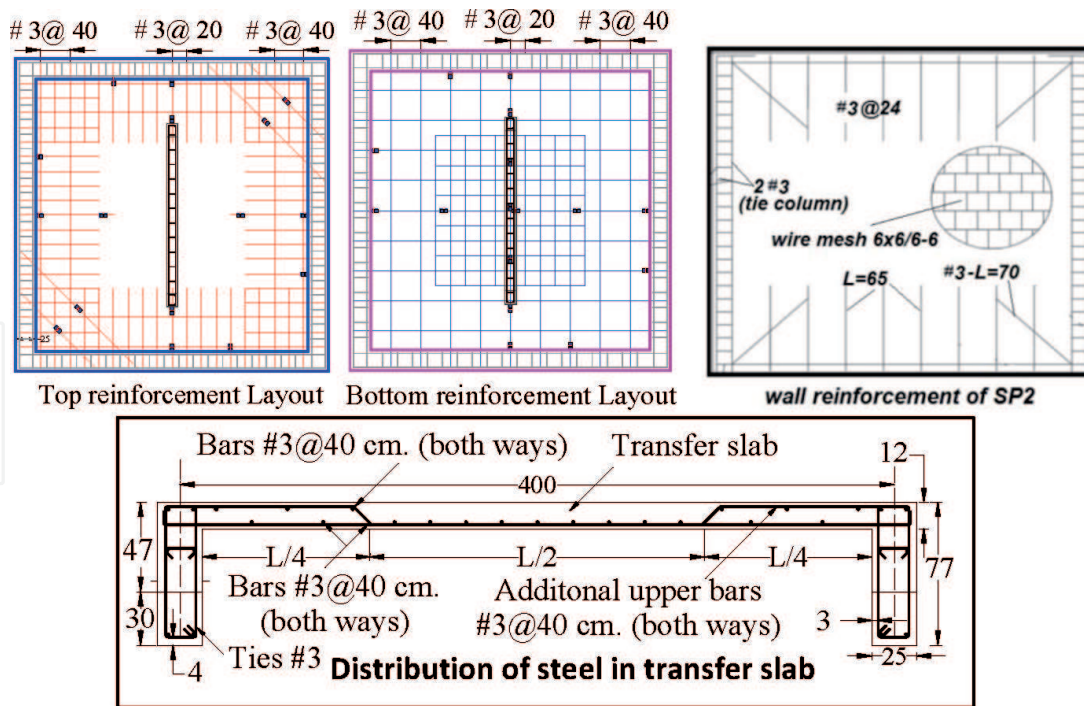 # 3@ 40
# 3@ 20
# 3@ 40
# 3@ 40
# 3@ 20
# 3@ 40
25
Top reinforcement Layout
Bottom reinforcement Layout
#3@24
2 #3
(tie column)
wire mesh 6x6/6-6
L=65
#3-L=70
wall reinforcement of SP2
Bars #3@40 cm. (both ways)
Transfer slab
12
400
47
L/4
L/2
L/4
77
Bars #3@40 cm.
(both ways)
Additonal upper bars
#3@40 cm. (both ways)
30
3
Ties #3
4
25
Distribution of steel in transfer slab